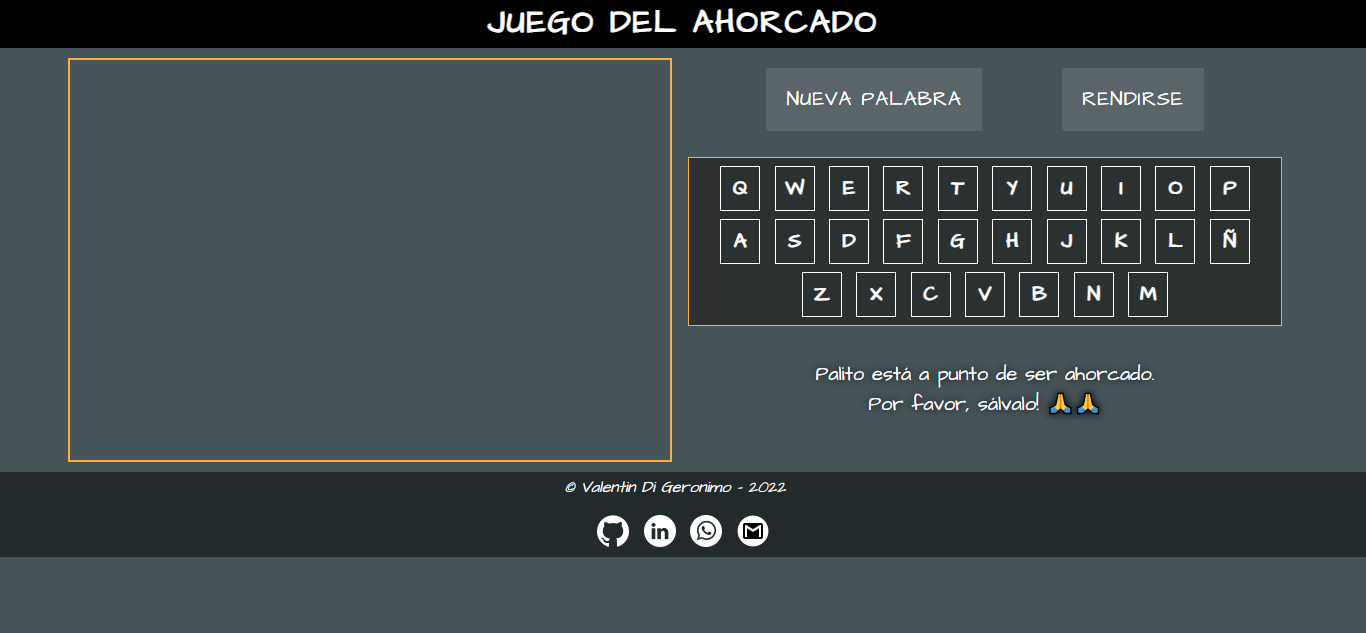 JUEGO DEL AHORCADO
NUEVA PALABRA RENDIRSE
Q W E R T Y U I O P
A S D F G H J K L Ñ
Z X C V B N M
Palito está a punto de ser ahorcado.
Por favor, sálvalo! 🙏🙏
© Valentin Di Geronimo - 2022
in M